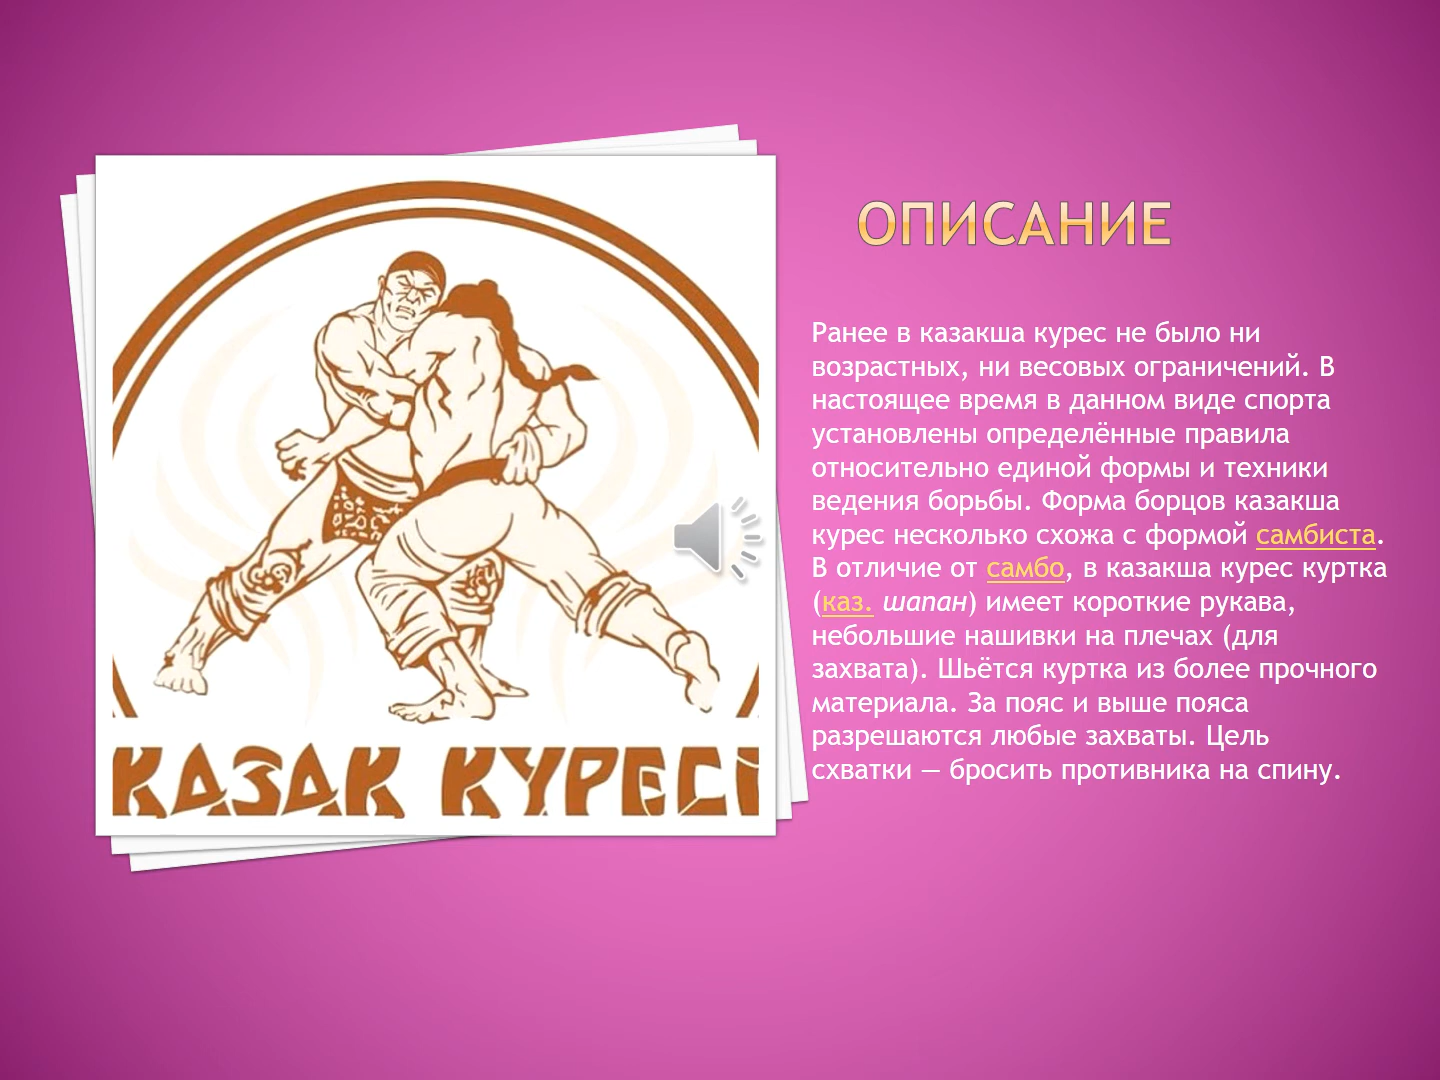 ОПИСАНИЕ
Ранее в казакша курес не было ни
возрастных, ни весовых ограничений. В
настоящее время в данном виде спорта
установлены определённые правила
относительно единой формы и техники
ведения борьбы. Форма борцов казакша
курес несколько схожа с формой самбиста.
В отличие от самбо, в казакша курес куртка
(каз. шапан) имеет короткие рукава,
небольшие нашивки на плечах (для
захвата). Шьётся куртка из более прочного
материала. За пояс и выше пояса
разрешаются любые захваты. Цель
схватки — бросить противника на спину.
КАЗАК КҮРЕСІ